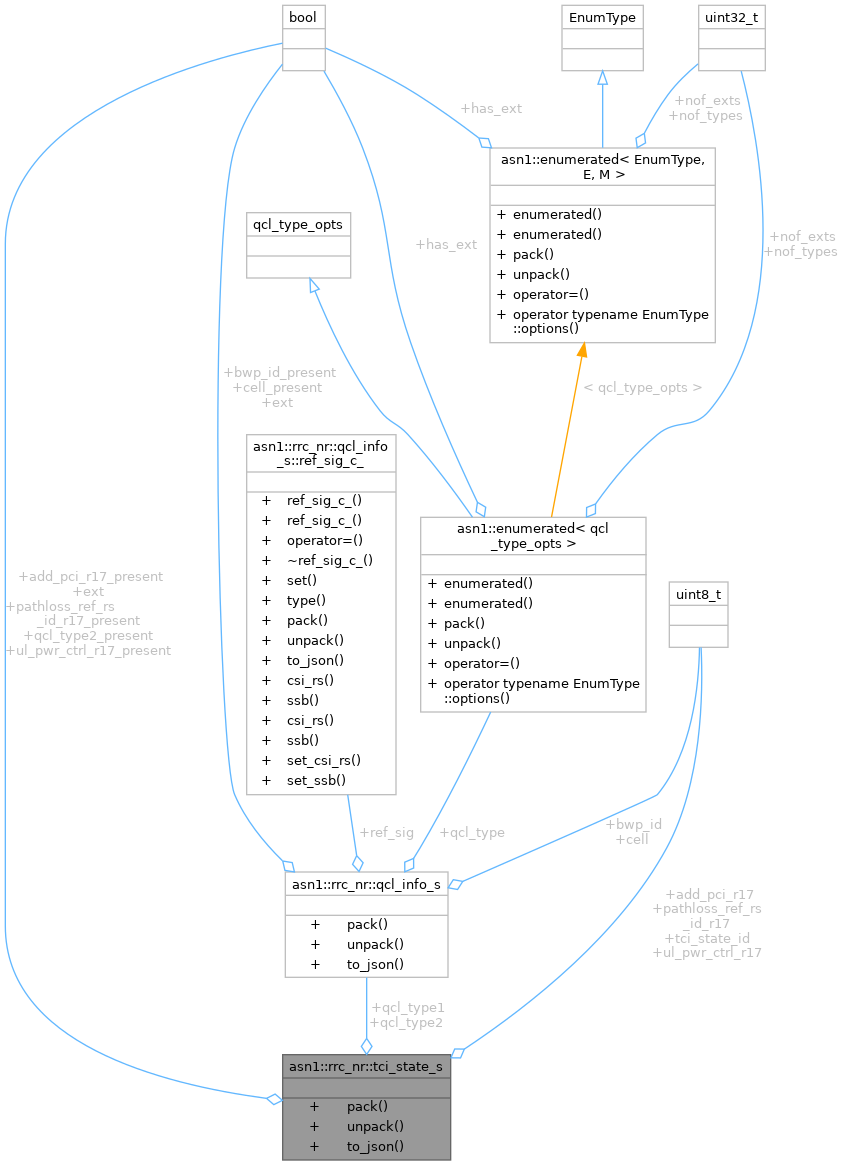 bool
EnumType
uint32_t
+has_ext
+nof_exts
+nof_types
asn1::enumerated< EnumType,
E, M >
+ enumerated()
+ enumerated()
+ pack()
+ unpack()
+ operator=()
+ operator typename EnumType
::options()
qcl_type_opts
+has_ext
+nof_exts
+nof_types
+bwp_id_present
+cell_present
+ext
< qcl_type_opts >
asn1::rrc_nr::qcl_info
_s::ref_sig_c_
+ ref_sig_c_()
+ ref_sig_c_()
+ operator=()
+ ~ref_sig_c_()
+ set()
+ type()
+ pack()
+ unpack()
+ to_json()
+ csi_rs()
+ ssb()
+ csi_rs()
+ ssb()
+ set_csi_rs()
+ set_ssb()
asn1::enumerated< qcl
_type_opts >
+ enumerated()
+ enumerated()
+ pack()
+ unpack()
+ operator=()
+ operator typename EnumType
::options()
uint8_t
+add_pci_r17_present
+ext
+pathloss_ref_rs
_id_r17_present
+qcl_type2_present
+ul_pwr_ctrl_r17_present
+ref_sig
+qcl_type
+bwp_id
+cell
asn1::rrc_nr::qcl_info_s
+ pack()
+ unpack()
+ to_json()
+add_pci_r17
+pathloss_ref_rs
_id_r17
+tci_state_id
+ul_pwr_ctrl_r17
+qcl_type1
+qcl_type2
asn1::rrc_nr::tci_state_s
+ pack()
+ unpack()
+ to_json()